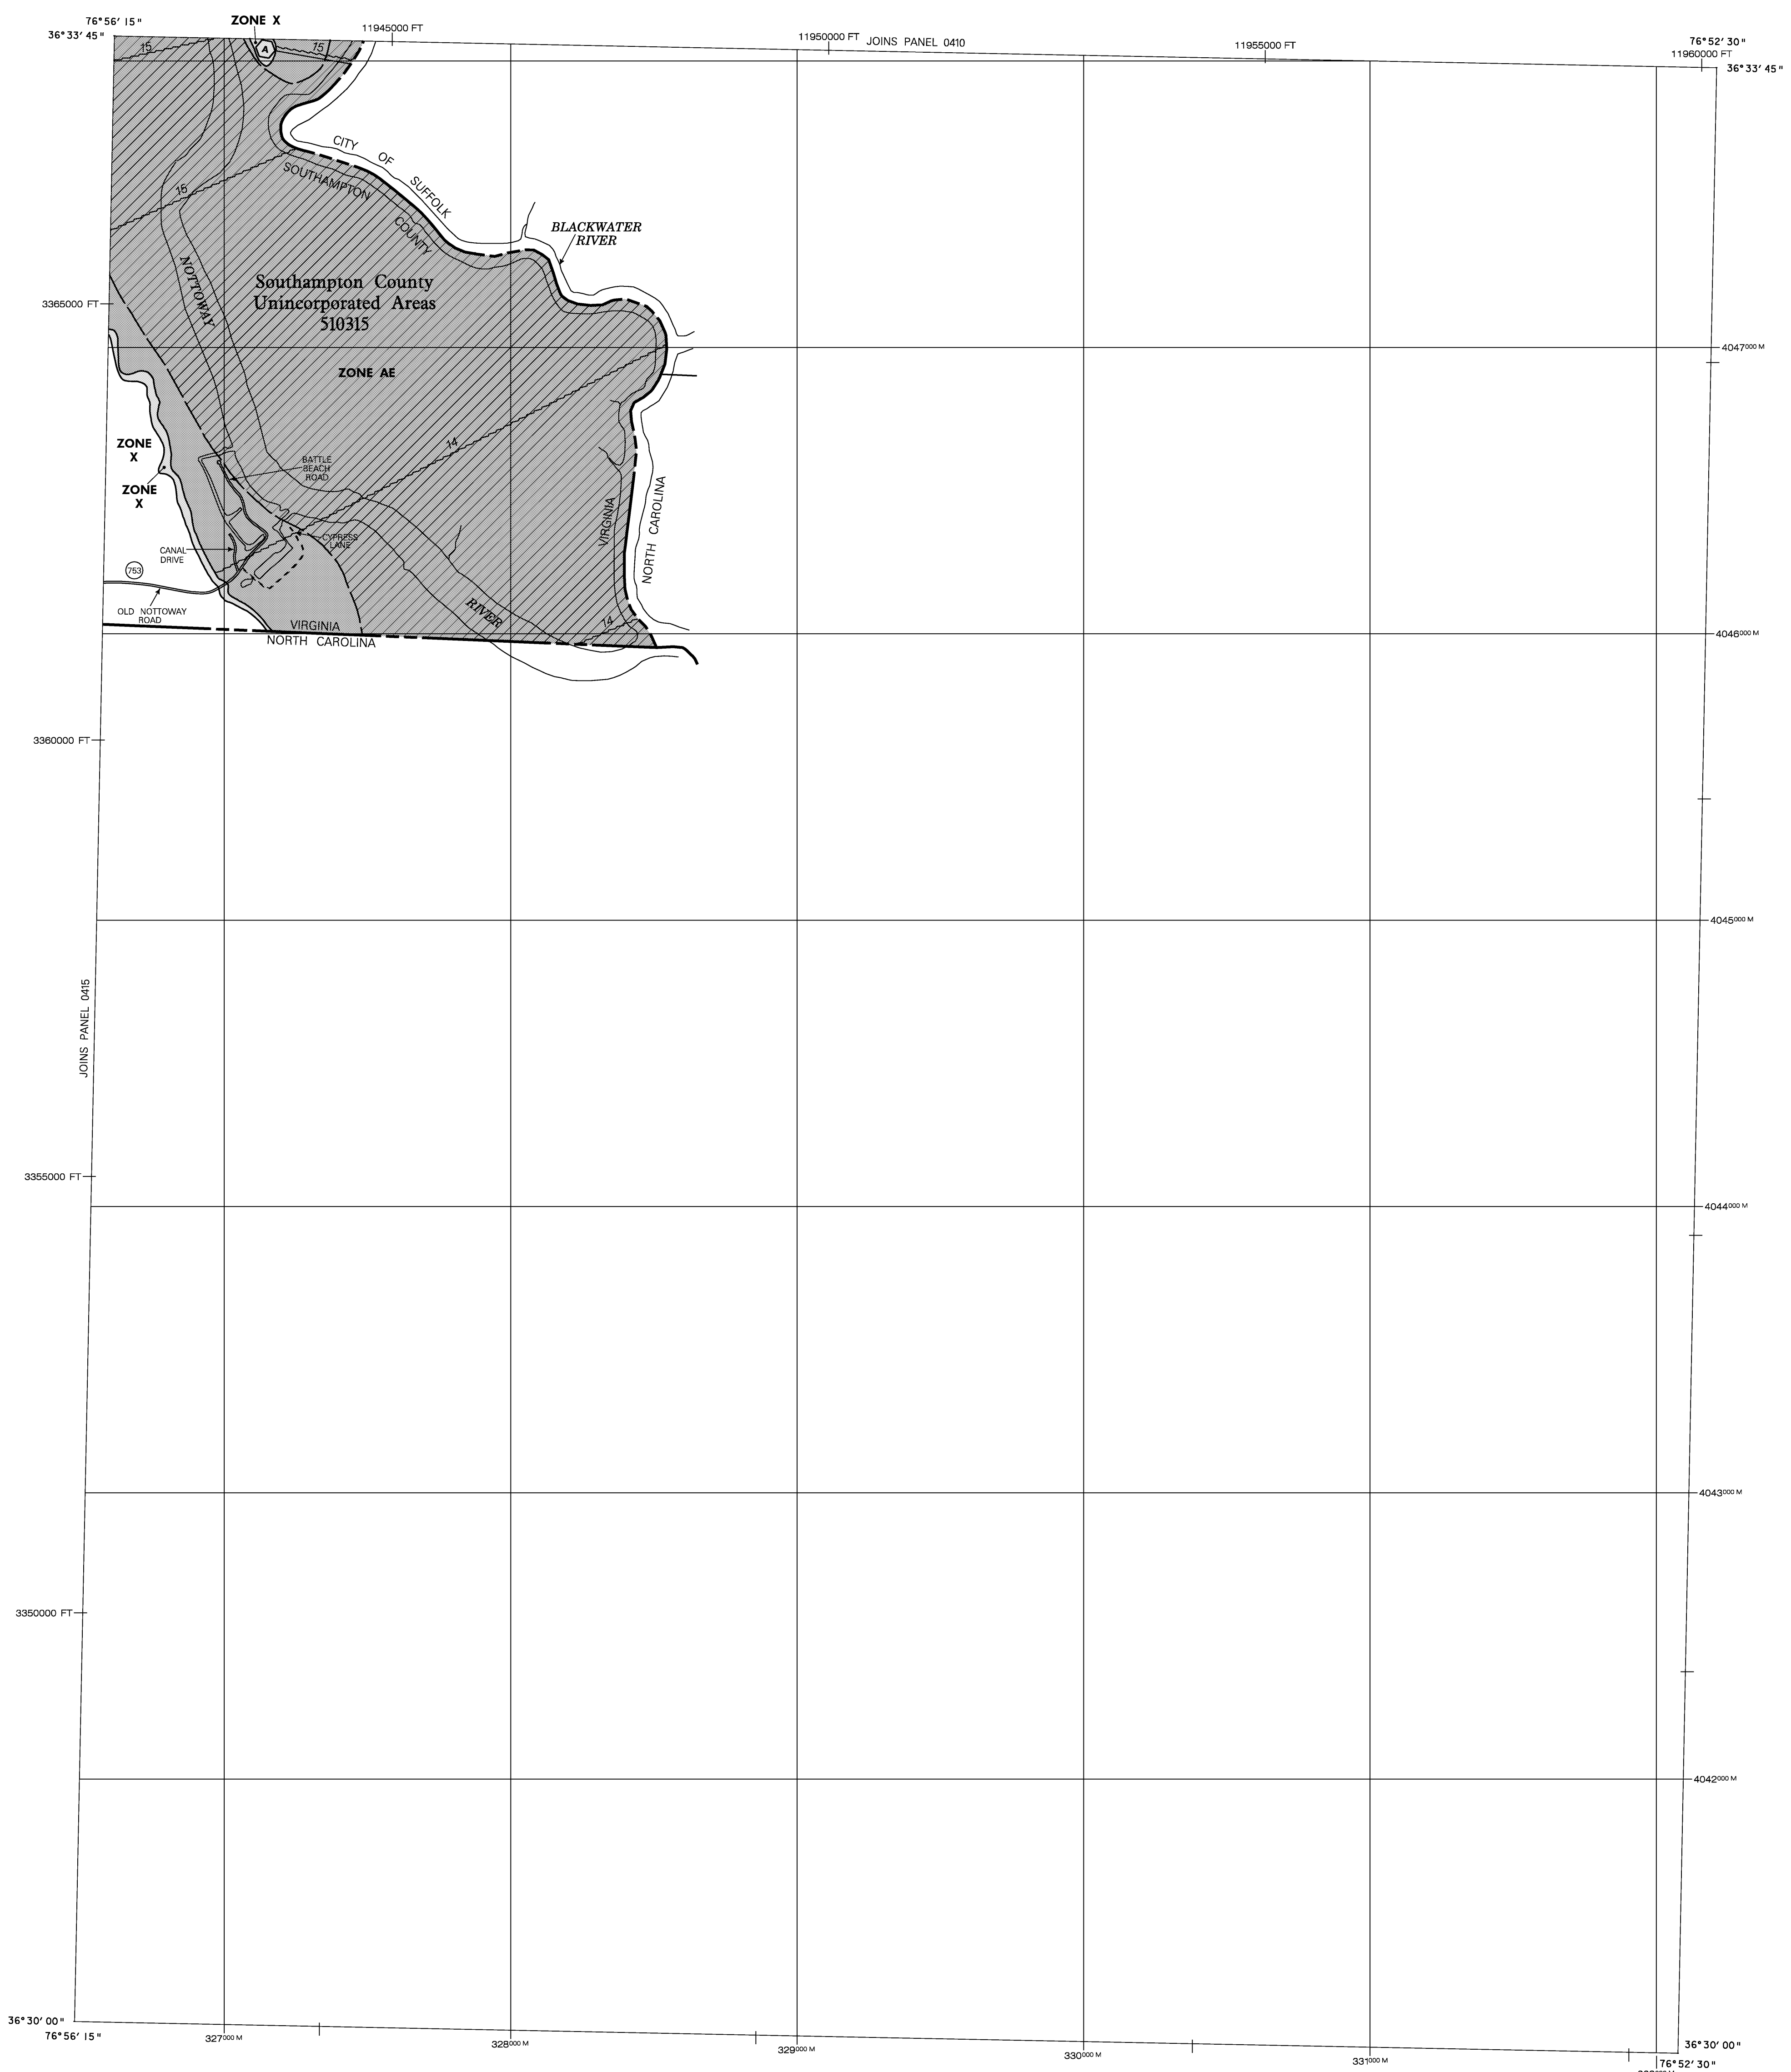 76°56'15"
ZONE X
11945000 FT
11950000 FT
JOINS PANEL 0410
11955000 FT
76°52'30"
11960000 FT
36°33'45"
36°33'45"
15
A
15
CITY OF SUFFOLK
SOUTHAMPTON COUNTY
15
BLACKWATER
RIVER
NOTTOWAY
Southampton County
Unincorporated Areas
510315
3365000 FT
4047000 M
ZONE AE
14
ZONE
X
BATTLE
BEACH
ROAD
ZONE
X
VIRGINIA
NORTH CAROLINA
CYPRESS
LANE
CANAL
DRIVE
753
OLD NOTTOWAY
ROAD
RIVER
14
VIRGINIA
NORTH CAROLINA
4046000 M
3360000 FT
4045000 M
JOINS PANEL 0415
3355000 FT
4044000 M
4043000 M
3350000 FT
4042000 M
36°30'00"
76°56'15"
327000 M
328000 M
329000 M
330000 M
331000 M
36°30'00"
76°52'30"